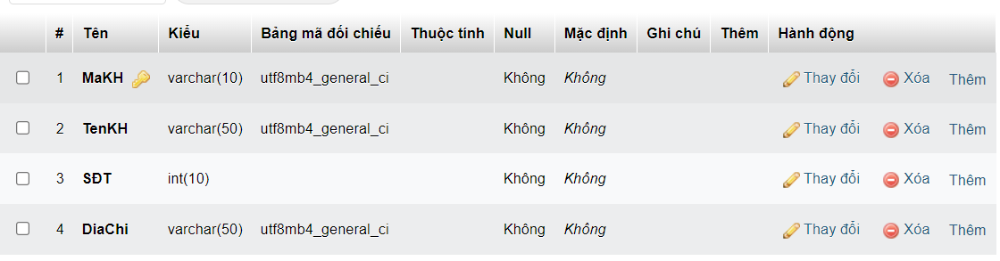 # Tên Kiểu Bảng mã đối chiếu Thuộc tính Null Mặc định Ghi chú Thêm Hành động
1 MaKH varchar(10) utf8mb4_general_ci Không Không Thay đổi Xóa Thêm
2 TenKH varchar(50) utf8mb4_general_ci Không Không Thay đổi Xóa Thêm
3 SĐT int(10) Không Không Thay đổi Xóa Thêm
4 DiaChi varchar(50) utf8mb4_general_ci Không Không Thay đổi Xóa Thêm